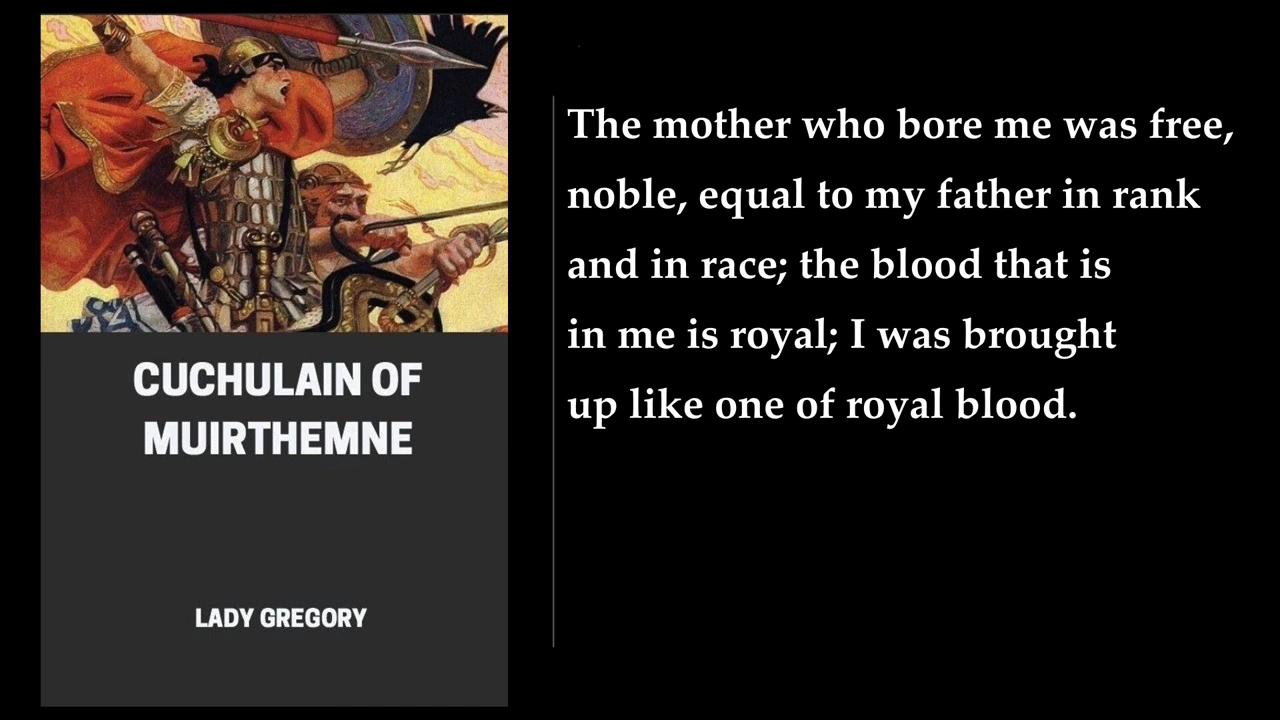 CUCHULAIN OF
MUIRTHEMNE
LADY GREGORY
The mother who bore me was free,
noble, equal to my father in rank
and in race; the blood that is
in me is royal; I was brought
up like one of royal blood.